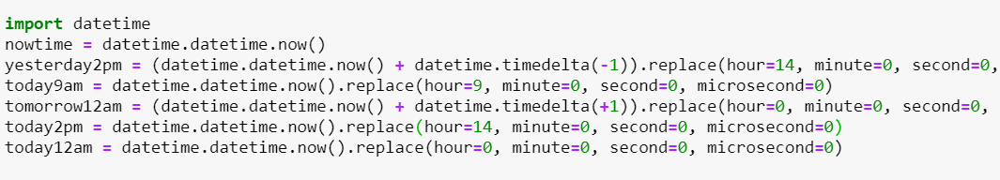 import datetime
nowtime = datetime.datetime.now()
yesterday2pm = (datetime.datetime.now() + datetime.timedelta(-1)).replace(hour=14, minute=0, second=0,
today9am = datetime.datetime.now().replace(hour=9, minute=0, second=0, microsecond=0)
tomorrow12am = (datetime.datetime.now() + datetime.timedelta(+1)).replace(hour=0, minute=0, second=0,
today2pm = datetime.datetime.now().replace(hour=14, minute=0, second=0, microsecond=0)
today12am = datetime.datetime.now().replace(hour=0, minute=0, second=0, microsecond=0)